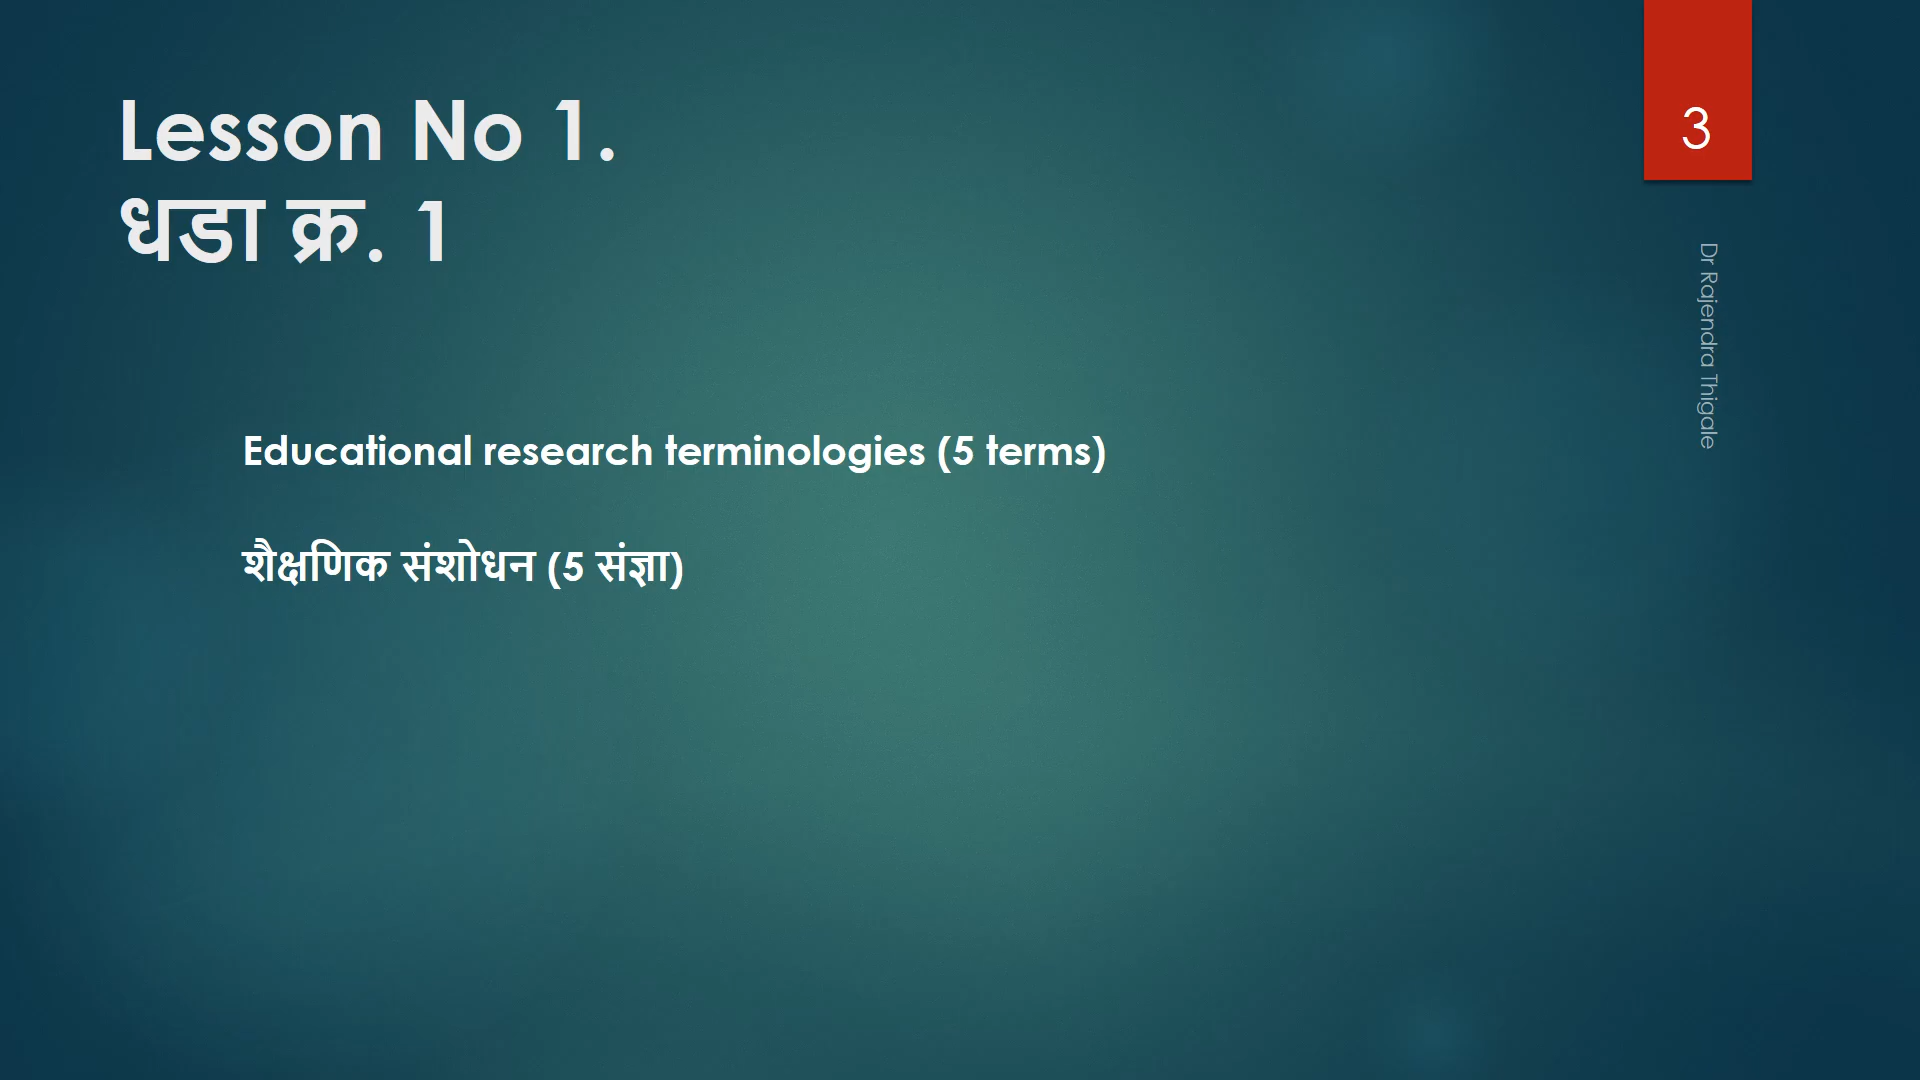 Lesson No 1.
धडा क्र. 1
3
Dr Rajendra Thigale
Educational research terminologies (5 terms)
शैक्षणिक संशोधन (5 संज्ञा)